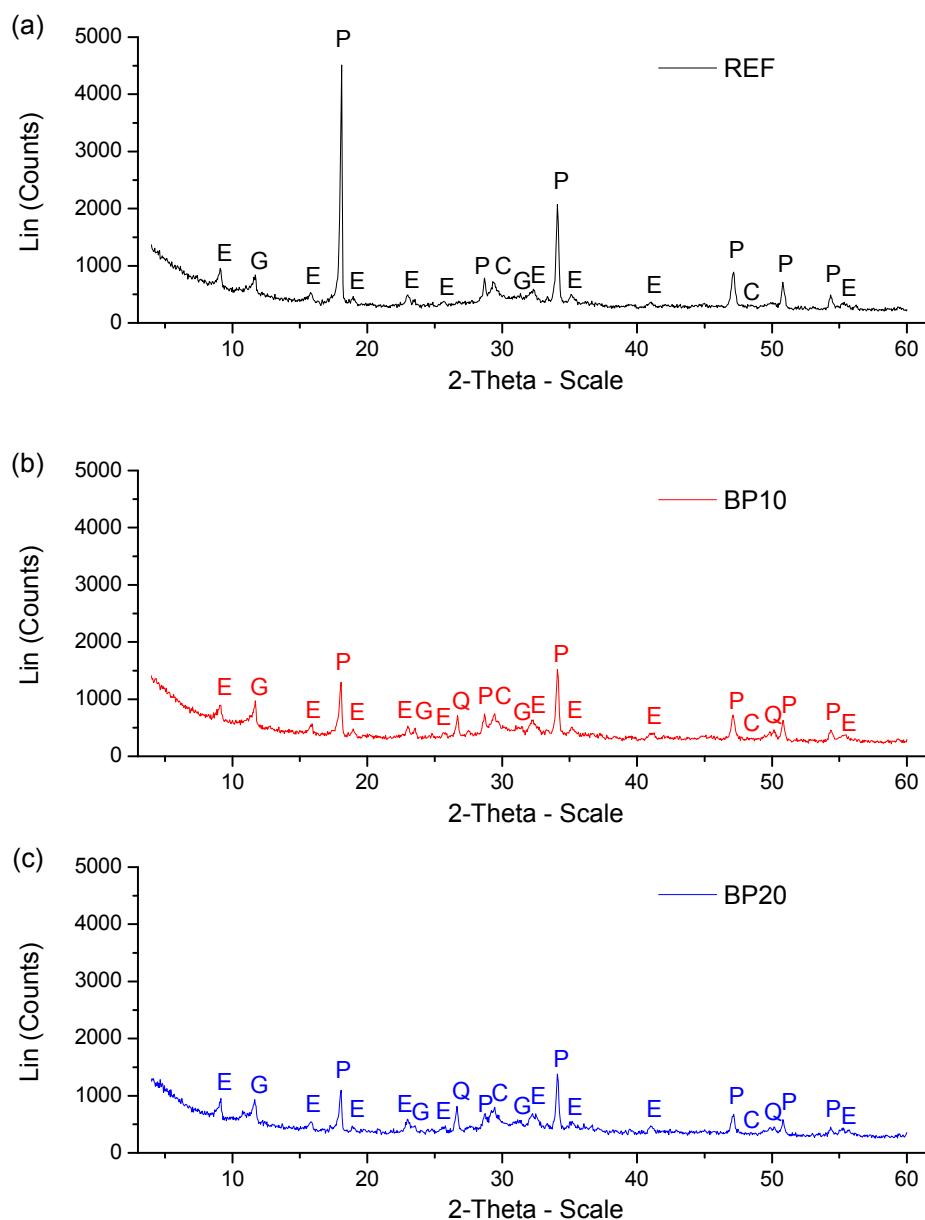 (a)
5000
4000
3000
2000
1000
0
Lin (Counts)
REF
E G E P E E E P C G E P E E P C P P E
10 20 30 40 50 60
2-Theta - Scale
(b)
5000
4000
3000
2000
1000
0
Lin (Counts)
BP10
E G E P E E G E Q P C G E P E E P C Q P P E
10 20 30 40 50 60
2-Theta - Scale
(c)
5000
4000
3000
2000
1000
0
Lin (Counts)
BP20
E G E P E E G E Q P C G E P E E P C Q P P E
10 20 30 40 50 60
2-Theta - Scale